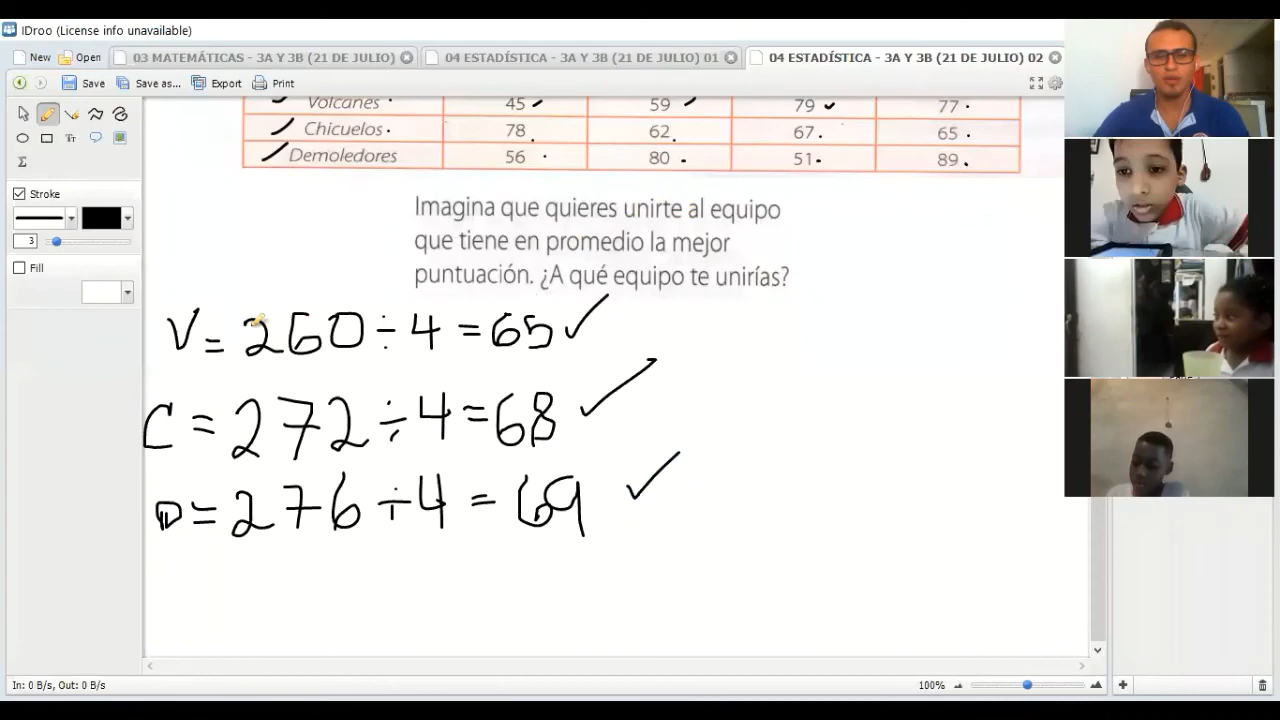 IDroo (License info unavailable)
New Open 03 MATEMÁTICAS - 3A Y 3B (21 DE JULIO) 04 ESTADÍSTICA - 3A Y 3B (21 DE JULIO) 01 04 ESTADÍSTICA - 3A Y 3B (21 DE JULIO) 02
Save Save as... Export Print
Volcanes 45 59 79 77
Chicuelos 78 62 67 65
Demoledores 56 80 51 89
Tr
Σ
Stroke
3
Fill
Imagina que quieres unirte al equipo
que tiene en promedio la mejor
puntuación. ¿A qué equipo te unirías?
V = 260 ÷ 4 = 65 ✓
C = 272 ÷ 4 = 68 ✓
D = 276 ÷ 4 = 69 ✓
In: 0 B/s, Out: 0 B/s 100%